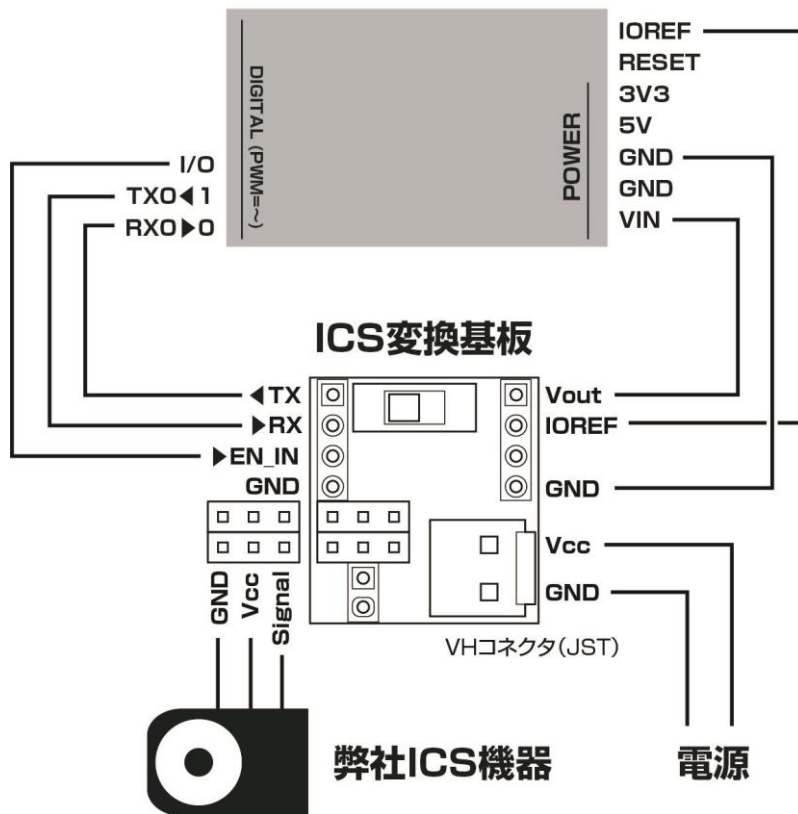 IOREF
RESET
3V3
5V
GND
GND
VIN
POWER
DIGITAL (PWM=～)
I/O
TX0◀1
RX0▶0
ICS変換基板
◀TX
▶RX
▶EN_IN
GND
Vout
IOREF
GND
Vcc
GND
VHコネクタ(JST)
GND
Vcc
Signal
弊社ICS機器
電源